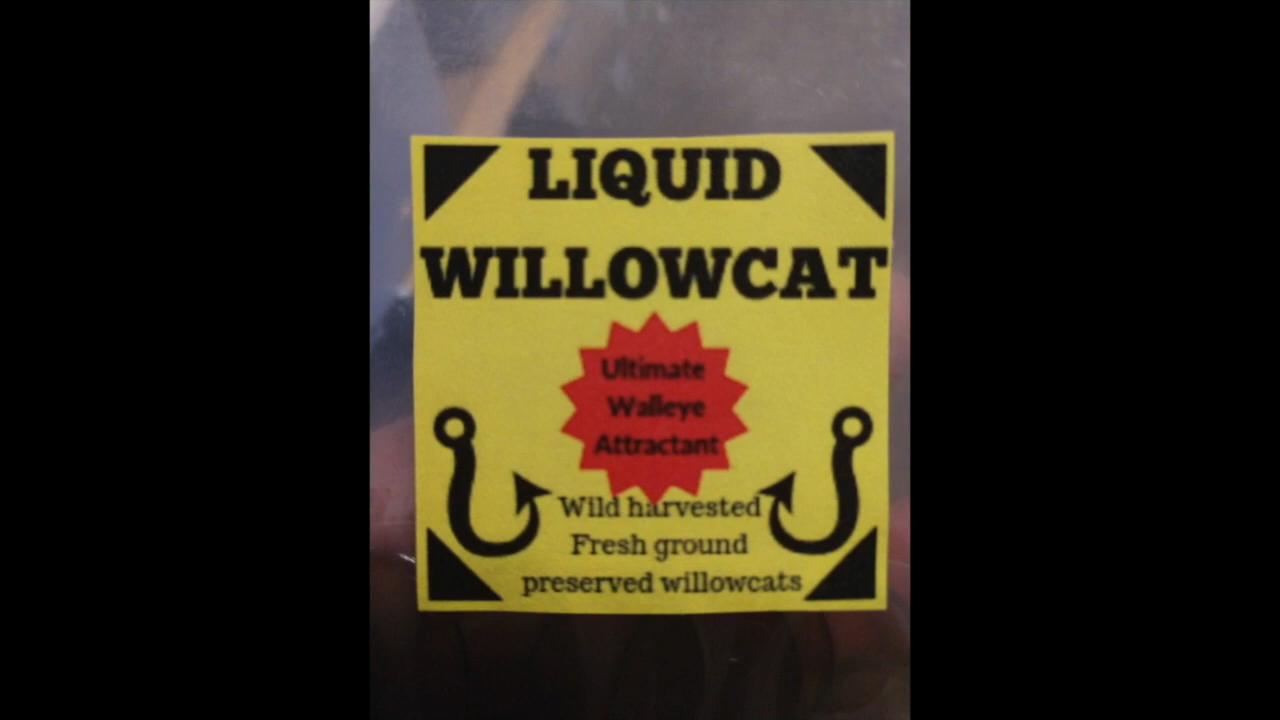 LIQUID
WILLOWCAT
Ultimate
Walleye
Attractant
Wild harvested
Fresh ground
preserved willowcats